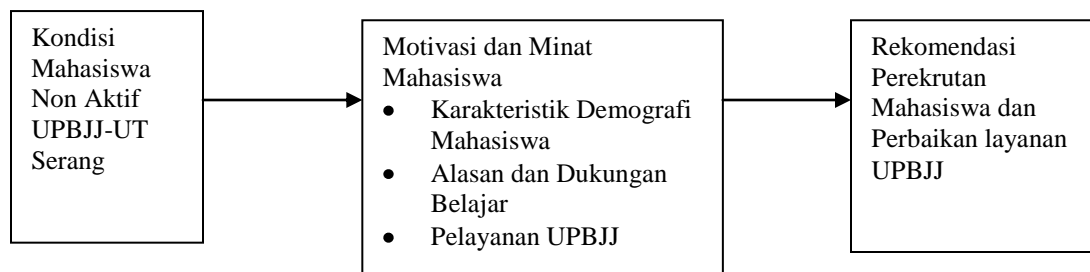 Kondisi
Mahasiswa
Non Aktif
UPBJJ-UT
Serang
Motivasi dan Minat
Mahasiswa
• Karakteristik Demografi
Mahasiswa
• Alasan dan Dukungan
Belajar
• Pelayanan UPBJJ
Rekomendasi
Perekrutan
Mahasiswa dan
Perbaikan layanan
UPBJJ